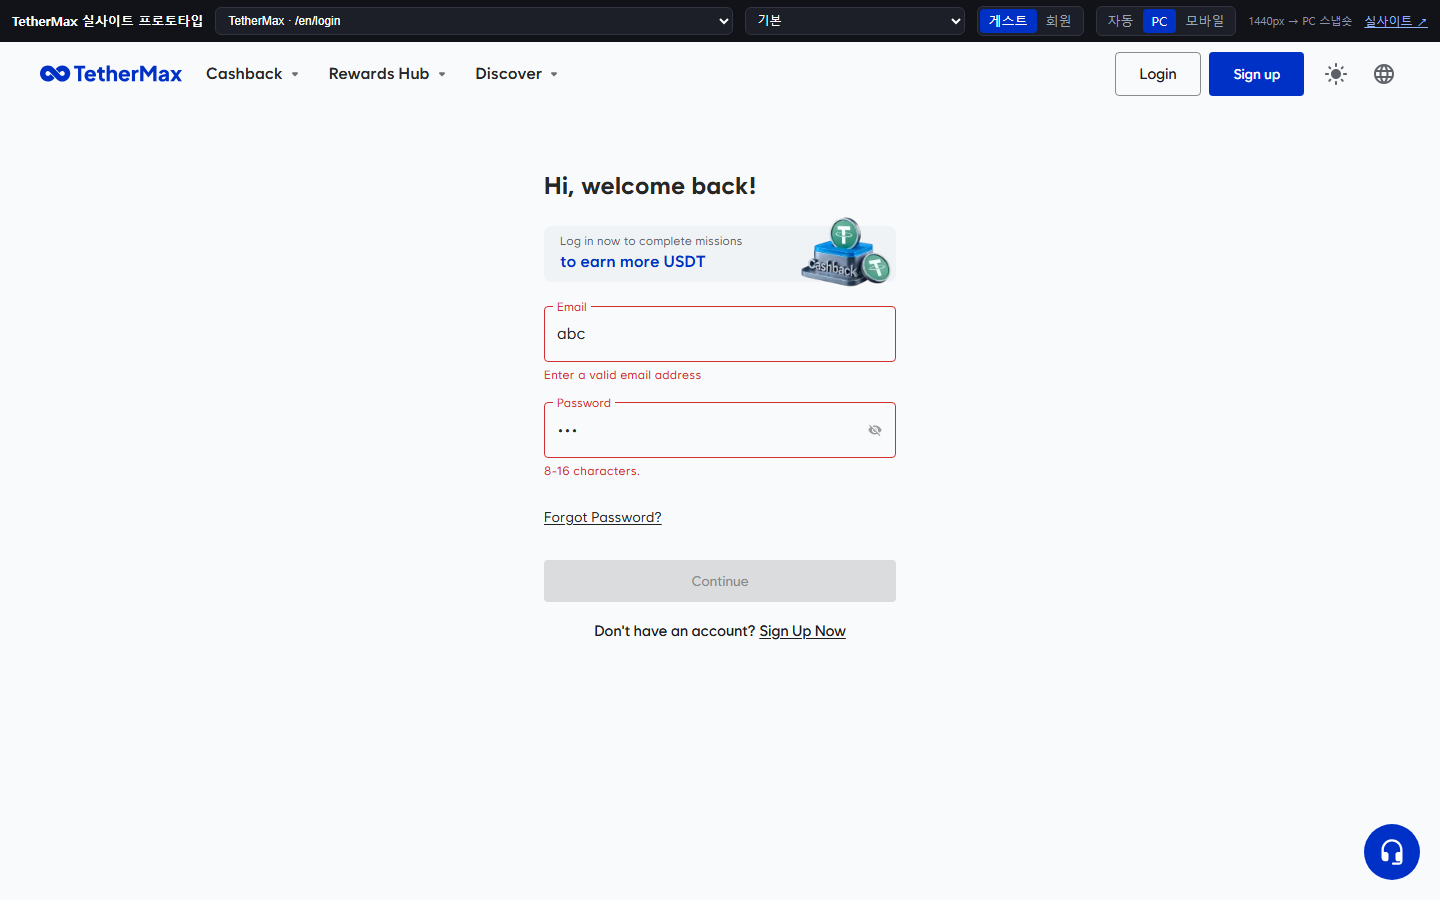 TetherMax 실사이트 프로토타입
TetherMax · /en/login
기본
게스트 회원
자동 PC 모바일
1440px → PC 스냅숏
실사이트 ↗
TetherMax
Cashback
Rewards Hub
Discover
Login
Sign up
Hi, welcome back!
Log in now to complete missions
to earn more USDT
Cashback
Email
abc
Enter a valid email address
Password
•••
8-16 characters.
Forgot Password?
Continue
Don't have an account? Sign Up Now